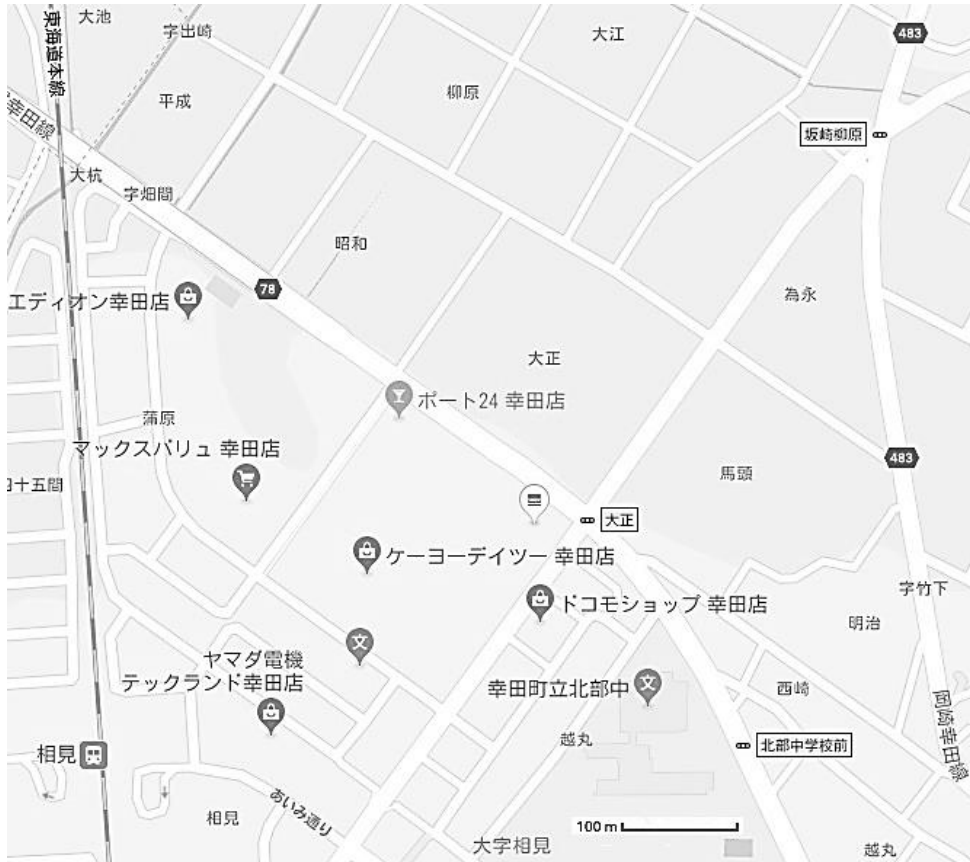 大池
字出崎
大江
483
東海道本線
平成
柳原
幸田線
坂崎柳原
大杭
字畑間
昭和
78
エディオン幸田店
為永
大正
ポート24 幸田店
蒲原
マックスバリュ 幸田店
483
馬頭
四十五間
大正
ケーヨーデイツー 幸田店
字竹下
ドコモショップ 幸田店
明治
文
ヤマダ電機
テックランド幸田店
幸田町立北部中
文
西崎
岡崎幸田線
越丸
北部中学校前
相見
あいみ通り
相見
100 m
大字相見
越丸